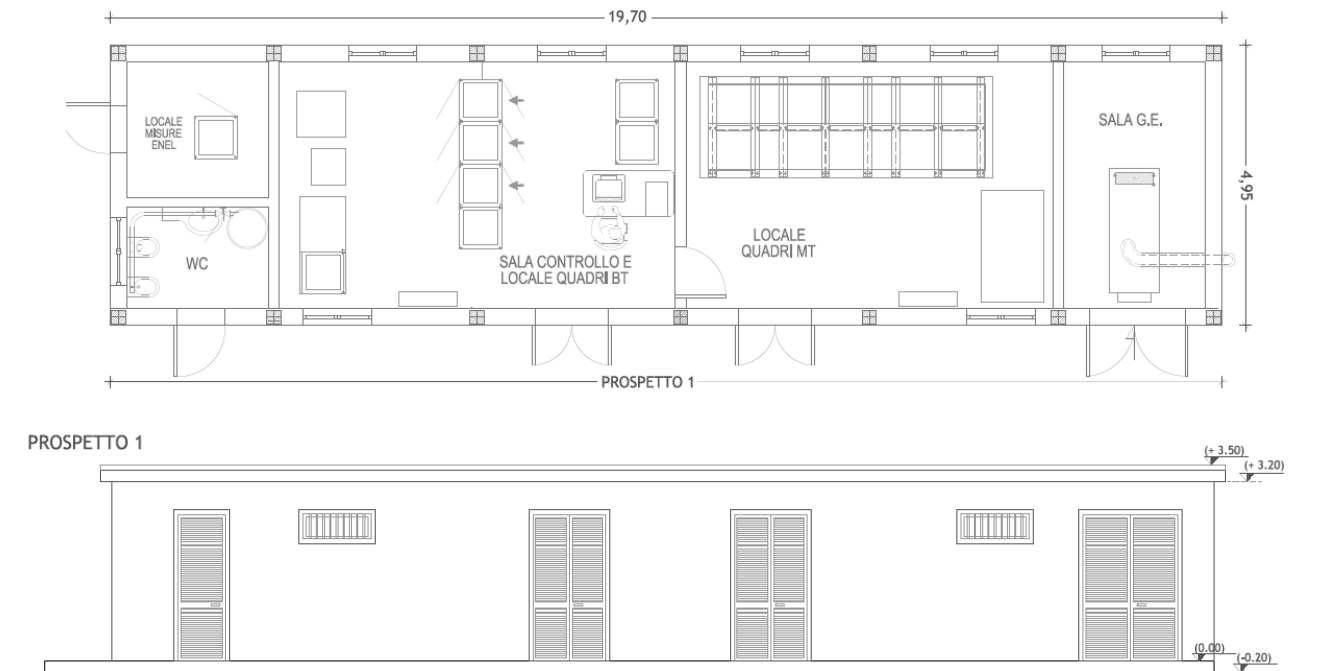 19,70
LOCALE
MISURE
ENEL
SALA G.E.
4,95
LOCALE
QUADRI MT
WC
SALA CONTROLLO E
LOCALE QUADRI BT
PROSPETTO 1
PROSPETTO 1
(+ 3.50)
(+ 3.20)
(0.00)
(-0.20)